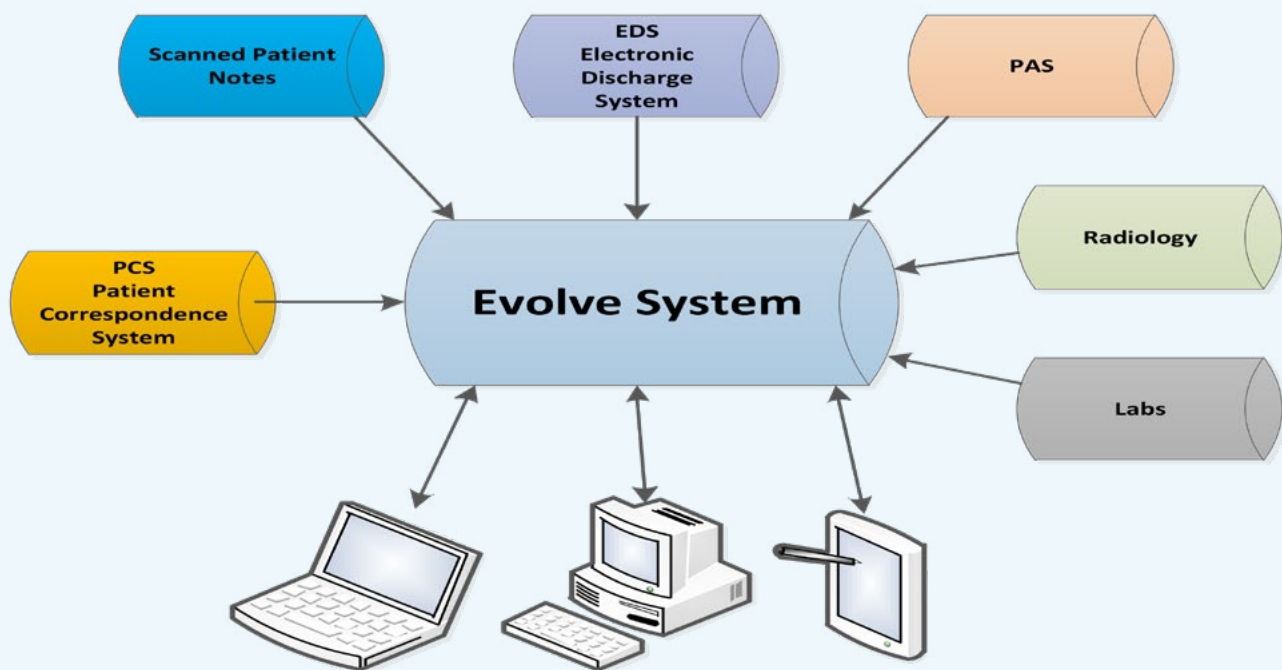 Scanned Patient
Notes
EDS
Electronic
Discharge
System
PAS
Radiology
PCS
Patient
Correspondence
System
Evolve System
Labs